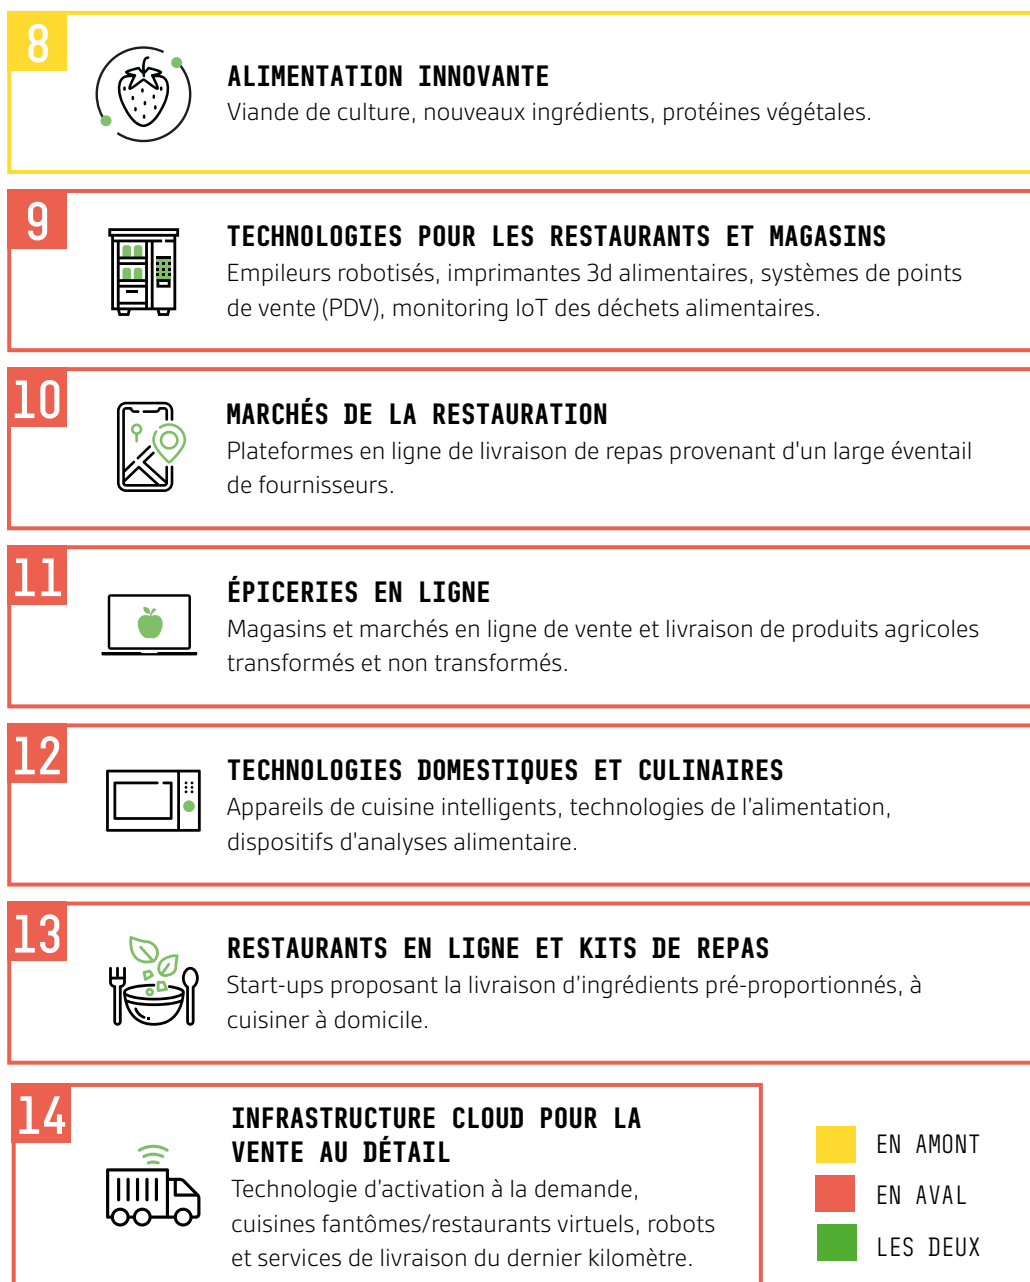 8
ALIMENTATION INNOVANTE
Viande de culture, nouveaux ingrédients, protéines végétales.
9
TECHNOLOGIES POUR LES RESTAURANTS ET MAGASINS
Empileurs robotisés, imprimantes 3d alimentaires, systèmes de points
de vente (PDV), monitoring IoT des déchets alimentaires.
10
MARCHÉS DE LA RESTAURATION
Plateformes en ligne de livraison de repas provenant d'un large éventail
de fournisseurs.
11
ÉPICERIES EN LIGNE
Magasins et marchés en ligne de vente et livraison de produits agricoles
transformés et non transformés.
12
TECHNOLOGIES DOMESTIQUES ET CULINAIRES
Appareils de cuisine intelligents, technologies de l'alimentation,
dispositifs d'analyses alimentaire.
13
RESTAURANTS EN LIGNE ET KITS DE REPAS
Start-ups proposant la livraison d'ingrédients pré-proportionnés, à
cuisiner à domicile.
14
INFRASTRUCTURE CLOUD POUR LA
VENTE AU DÉTAIL
Technologie d'activation à la demande,
cuisines fantômes/restaurants virtuels, robots
et services de livraison du dernier kilomètre.
EN AMONT
EN AVAL
LES DEUX